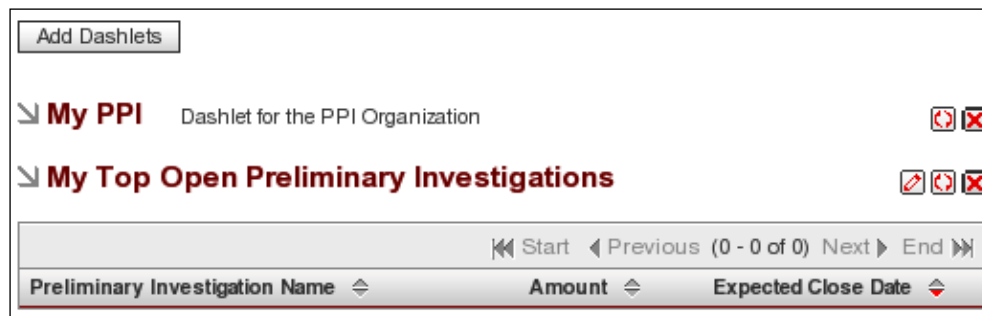 Add Dashlets
My PPI Dashlet for the PPI Organization
My Top Open Preliminary Investigations
Start Previous (0 - 0 of 0) Next End
Preliminary Investigation Name Amount Expected Close Date